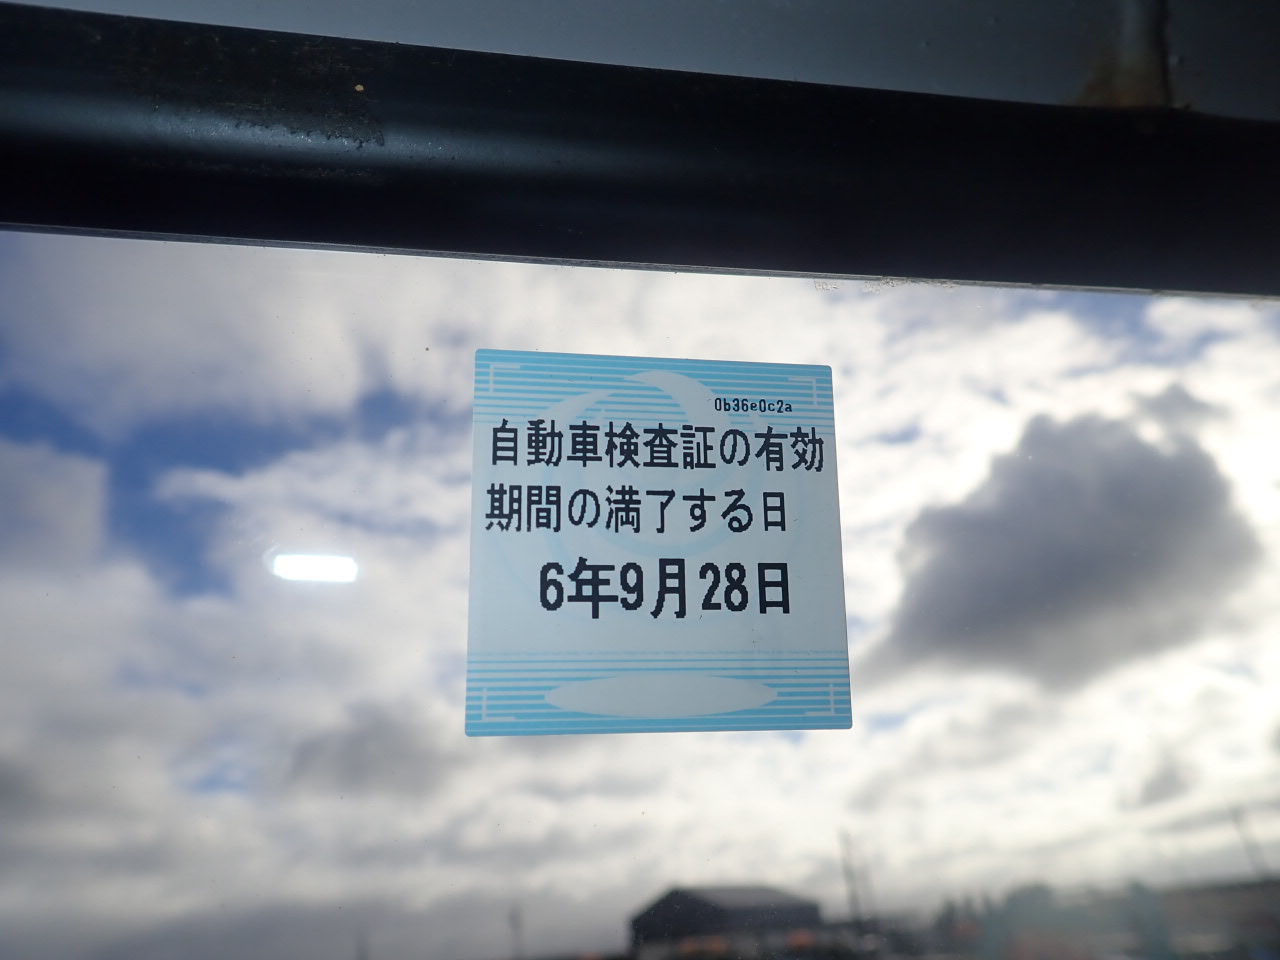 0b36e0c2a
自動車検査証の有効
期間の満了する日
6年9月28日